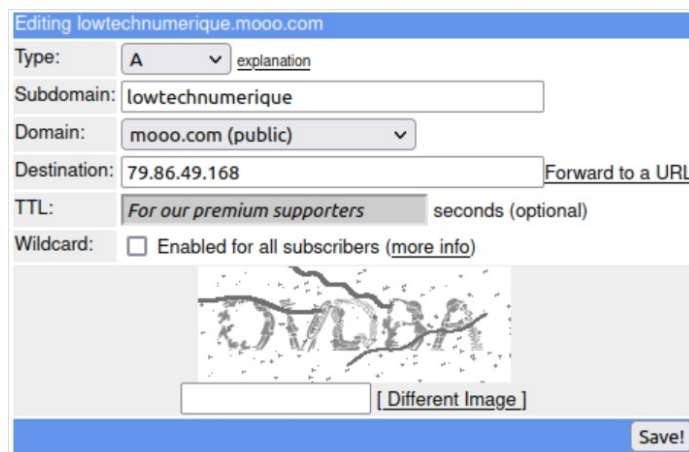 Editing lowtechnumerique.mooo.com
Type: A explanation
Subdomain: lowtechnumerique
Domain: mooo.com (public)
Destination: 79.86.49.168 Forward to a URL
TTL: For our premium supporters seconds (optional)
Wildcard: Enabled for all subscribers (more info)
[ Different Image ]
Save!